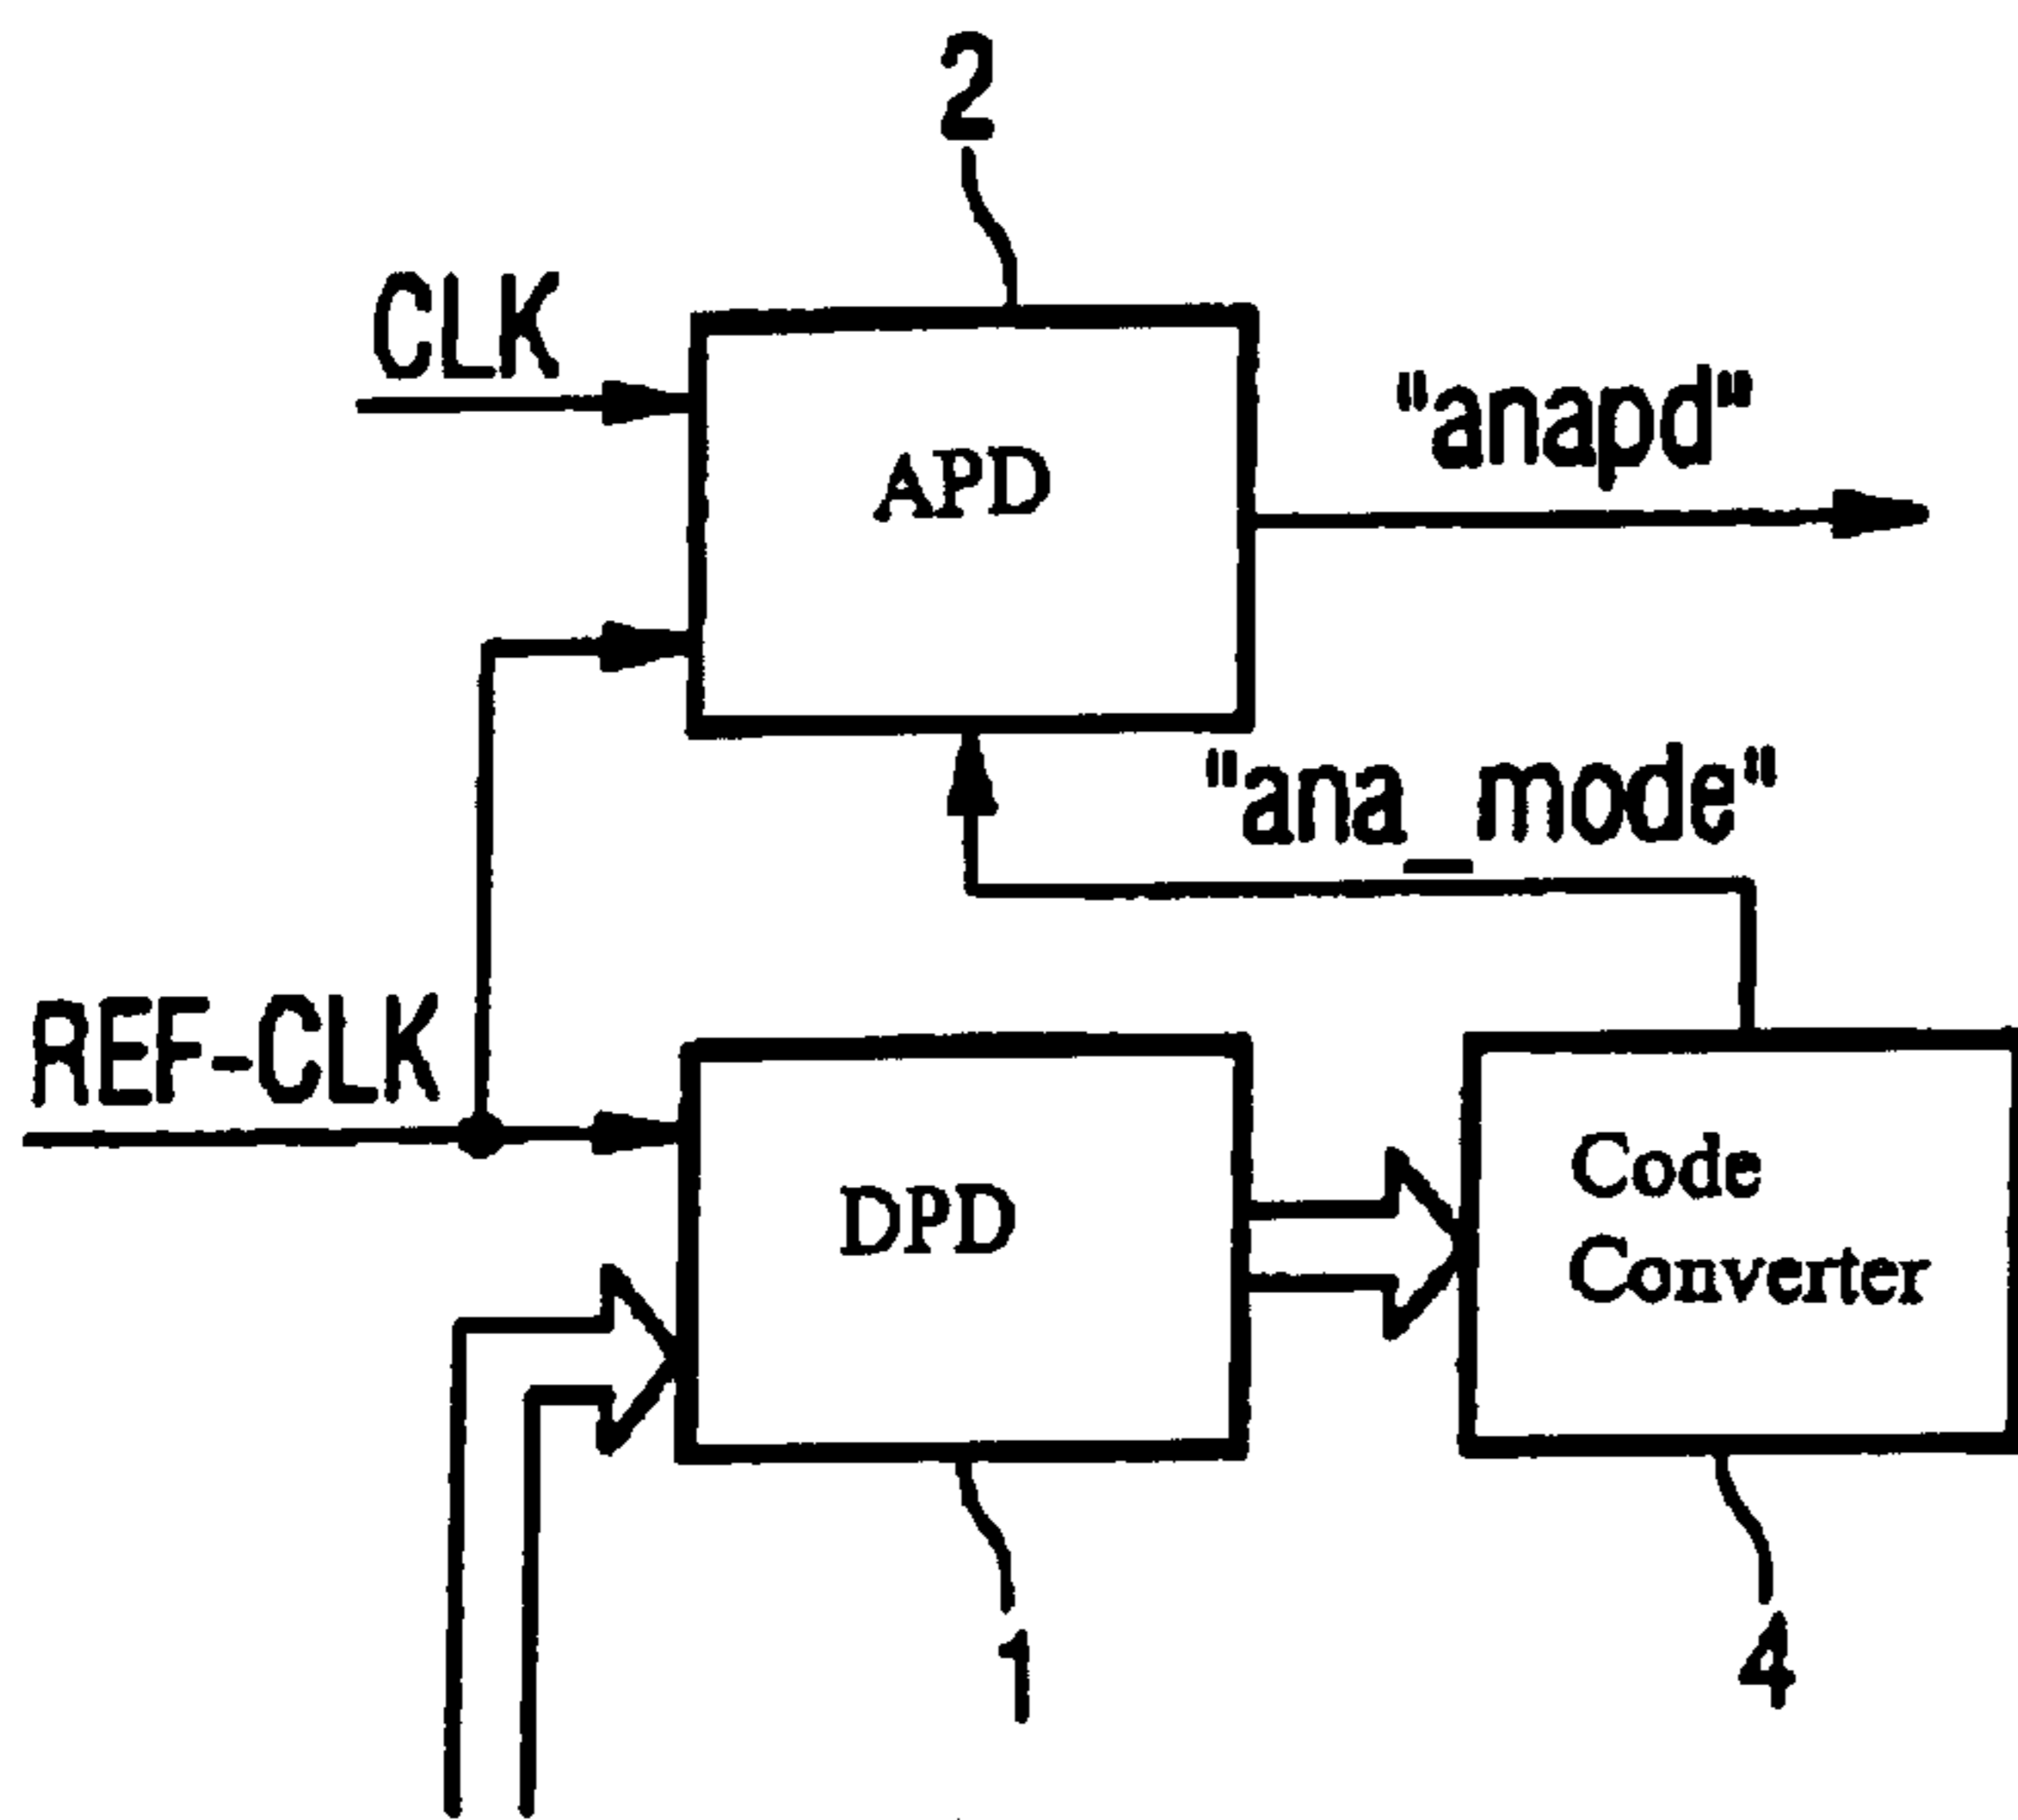 2
CLK
APD
"anapd"
"ana_mode"
REF-CLK
DPD
Code
Converter
1
4